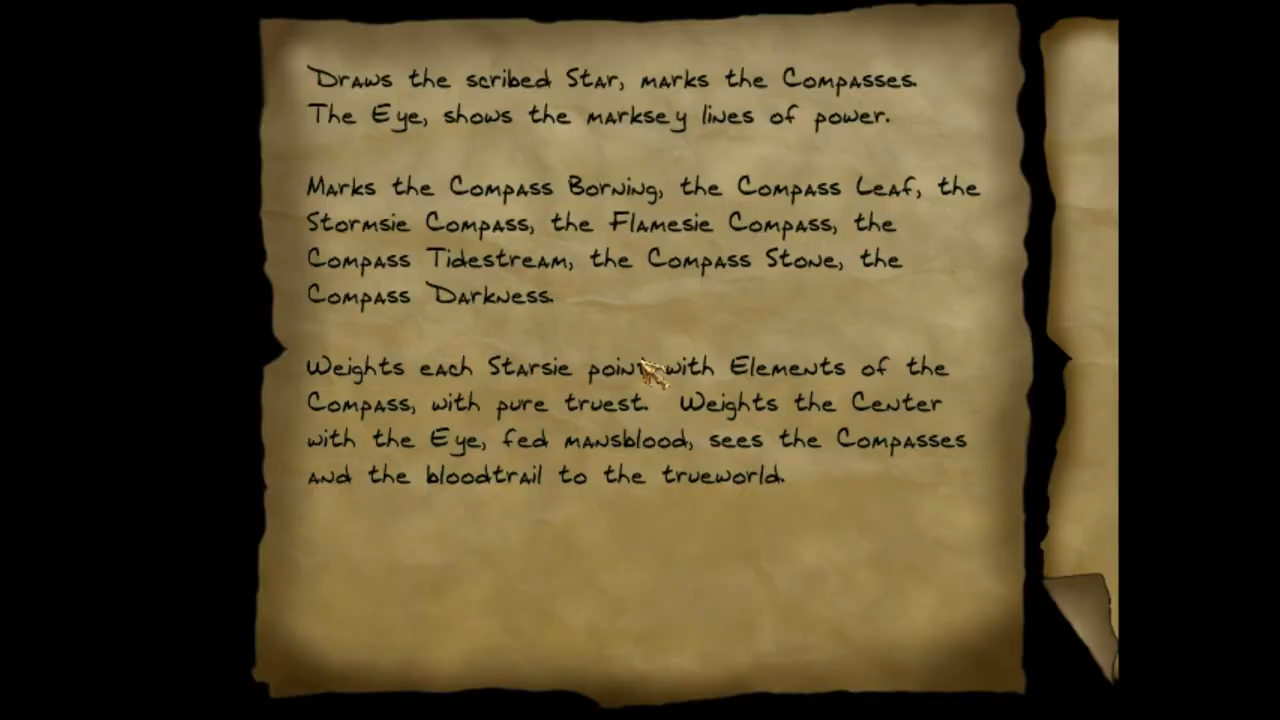 Draws the scribed Star, marks the Compasses.
The Eye, shows the marksey lines of power.
Marks the Compass Borning, the Compass Leaf, the
Stormsie Compass, the Flamesie Compass, the
Compass Tidestream, the Compass Stone, the
Compass Darkness.
Weights each Starsie point with Elements of the
Compass, with pure truest. Weights the Center
with the Eye, fed mansblood, sees the Compasses
and the bloodtrail to the trueworld.